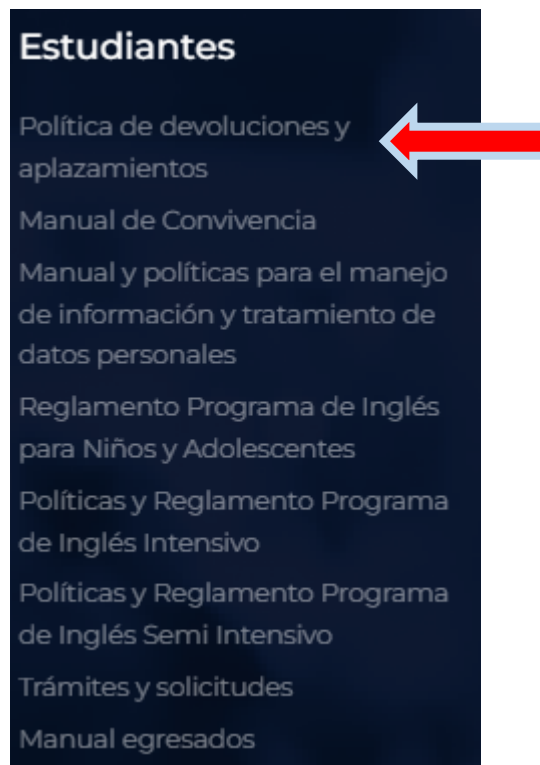 Estudiantes
Política de devoluciones y
aplazamientos
Manual de Convivencia
Manual y políticas para el manejo
de información y tratamiento de
datos personales
Reglamento Programa de Inglés
para Niños y Adolescentes
Políticas y Reglamento Programa
de Inglés Intensivo
Políticas y Reglamento Programa
de Inglés Semi Intensivo
Trámites y solicitudes
Manual egresados